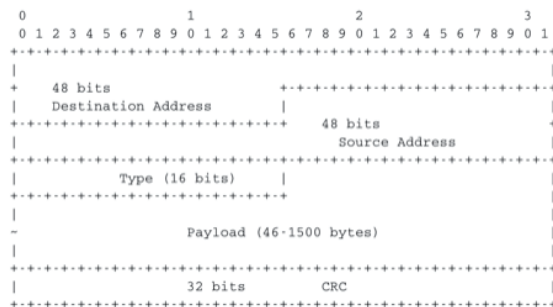 0 1 2 3
0 1 2 3 4 5 6 7 8 9 0 1 2 3 4 5 6 7 8 9 0 1 2 3 4 5 6 7 8 9 0 1
48 bits
Destination Address
48 bits
Source Address
Type (16 bits)
Payload (46-1500 bytes)
32 bits CRC